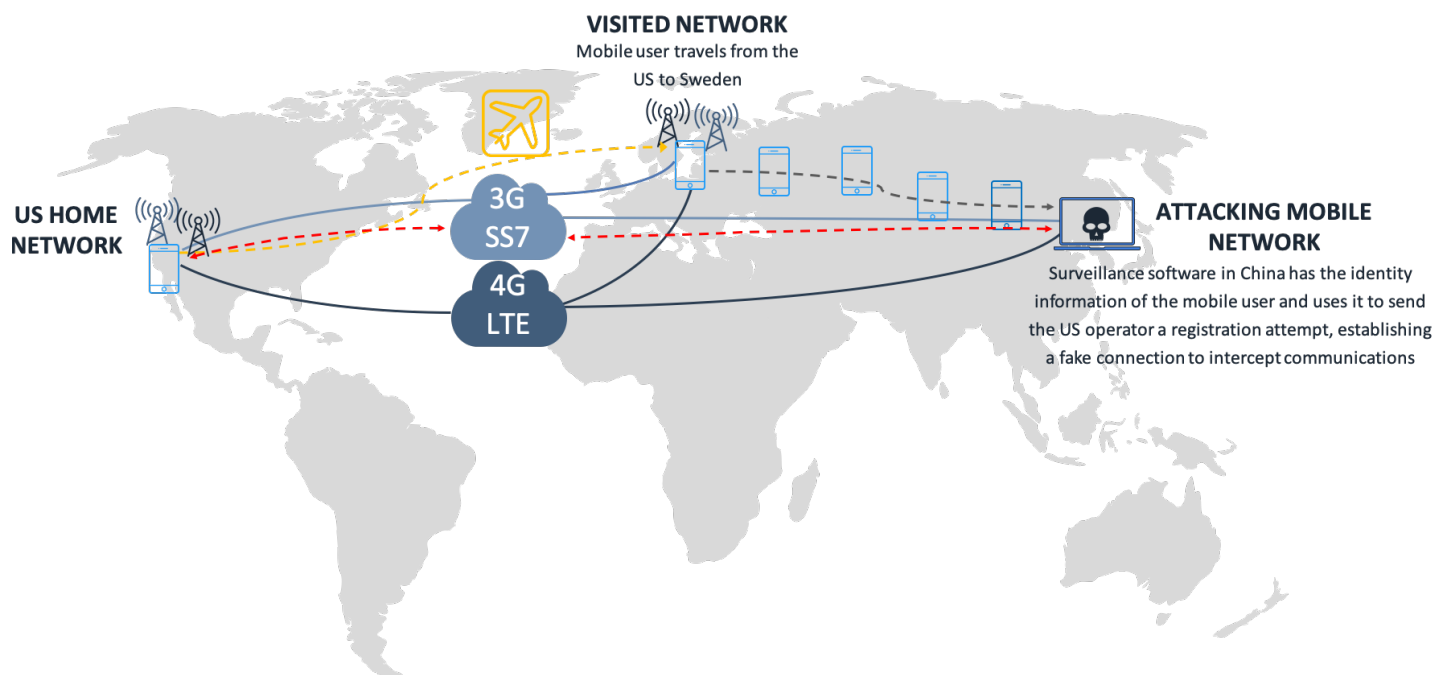 VISITED NETWORK
Mobile user travels from the
US to Sweden
US HOME
NETWORK
3G
SS7
4G
LTE
ATTACKING MOBILE
NETWORK
Surveillance software in China has the identity
information of the mobile user and uses it to send
the US operator a registration attempt, establishing
a fake connection to intercept communications